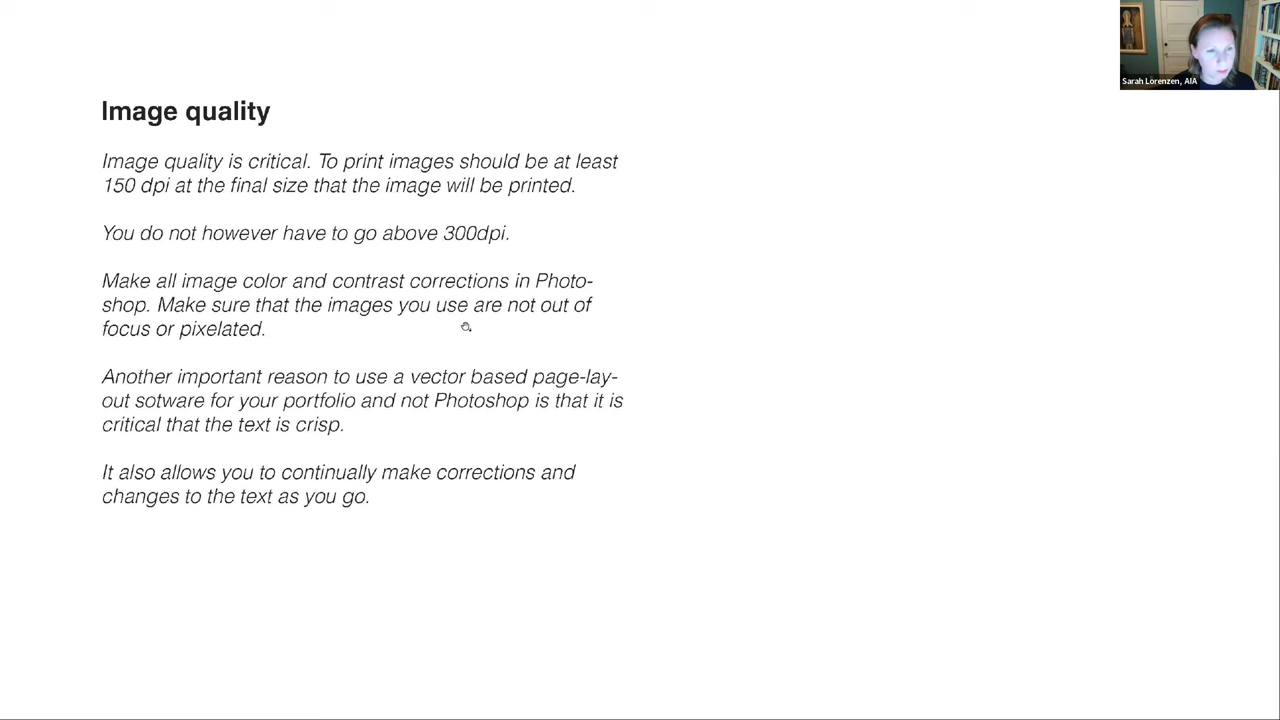 Sarah Lorenzen, AIA
Image quality
Image quality is critical. To print images should be at least
150 dpi at the final size that the image will be printed.
You do not however have to go above 300dpi.
Make all image color and contrast corrections in Photo-
shop. Make sure that the images you use are not out of
focus or pixelated.
Another important reason to use a vector based page-lay-
out sotware for your portfolio and not Photoshop is that it is
critical that the text is crisp.
It also allows you to continually make corrections and
changes to the text as you go.